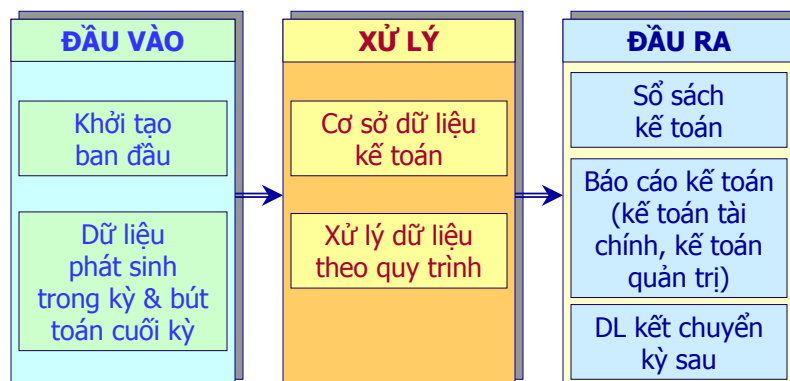 ĐẦU VÀO
Khởi tạo
ban đầu
Dữ liệu
phát sinh
trong kỳ & bút
toán cuối kỳ
XỬ LÝ
Cơ sở dữ liệu
kế toán
Xử lý dữ liệu
theo quy trình
ĐẦU RA
Sổ sách
kế toán
Báo cáo kế toán
(kế toán tài
chính, kế toán
quản trị)
DL kết chuyển
kỳ sau